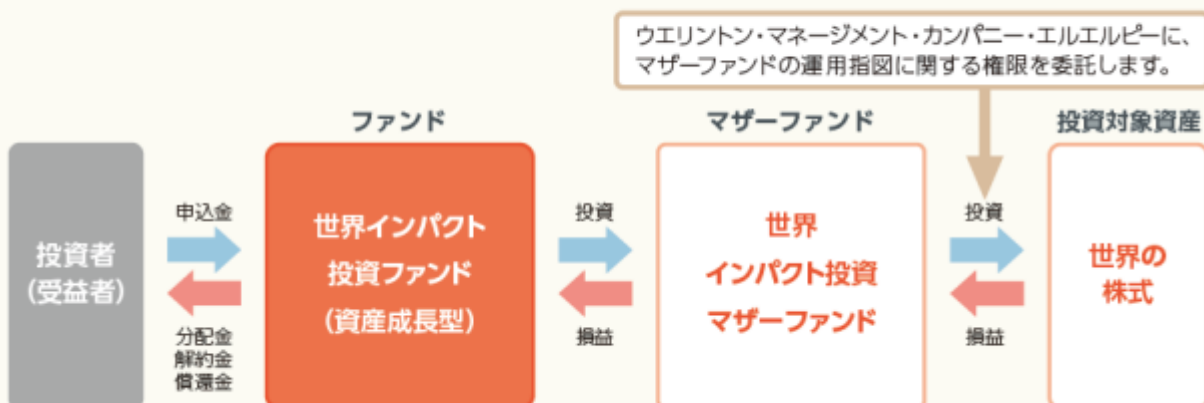 ウエリントン・マネージメント・カンパニー・エルエルピーに、
マザーファンドの運用指図に関する権限を委託します。
ファンド
マザーファンド
投資対象資産
投資者
(受益者)
申込金
分配金
解約金
償還金
世界インパクト
投資ファンド
(資産成長型)
投資
損益
世界
インパクト投資
マザーファンド
投資
損益
世界の
株式